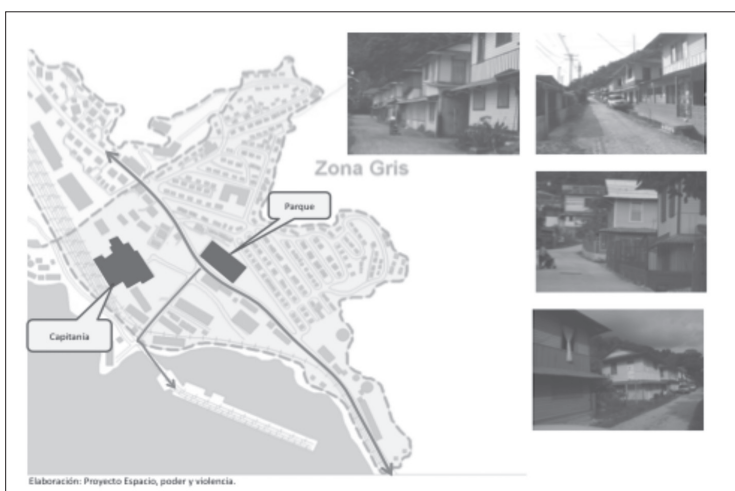 Zona Gris
Parque
Capitanía
Elaboración: Proyecto Espacio, poder y violencia.